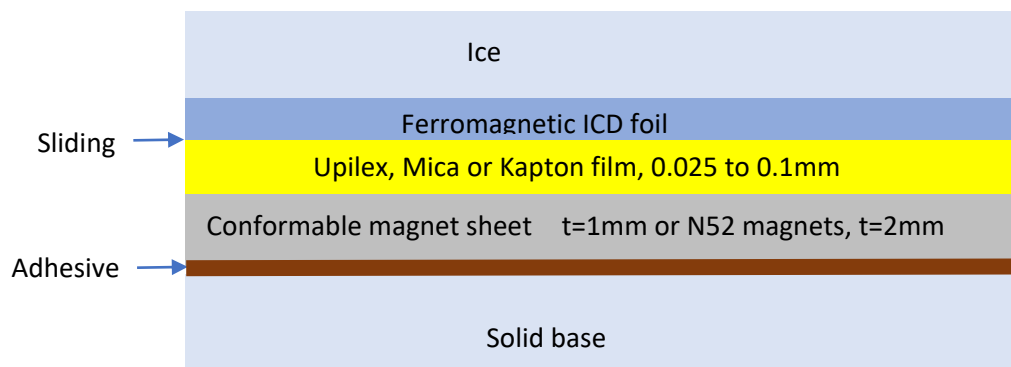 Ice
Ferromagnetic ICD foil
Sliding
Upilex, Mica or Kapton film, 0.025 to 0.1mm
Conformable magnet sheet t=1mm or N52 magnets, t=2mm
Adhesive
Solid base